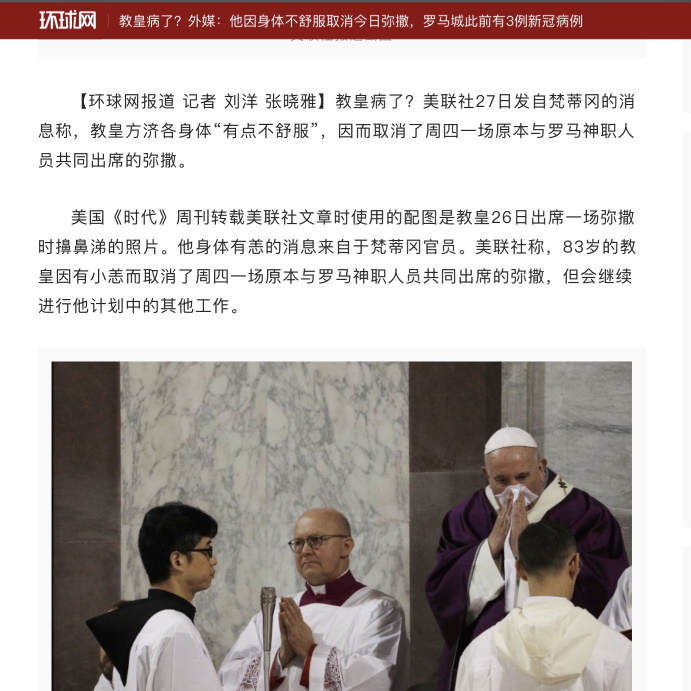 环球网 教皇病了？外媒：他因身体不舒服取消今日弥撒，罗马城此前有3例新冠病例
【环球网报道 记者 刘洋 张晓雅】教皇病了？美联社27日发自梵蒂冈的消
息称，教皇方济各身体“有点不舒服”，因而取消了周四一场原本与罗马神职人
员共同出席的弥撒。
美国《时代》周刊转载美联社文章时使用的配图是教皇26日出席一场弥撒
时擤鼻涕的照片。他身体有恙的消息来自于梵蒂冈官员。美联社称，83岁的教
皇因有小恙而取消了周四一场原本与罗马神职人员共同出席的弥撒，但会继续
进行他计划中的其他工作。